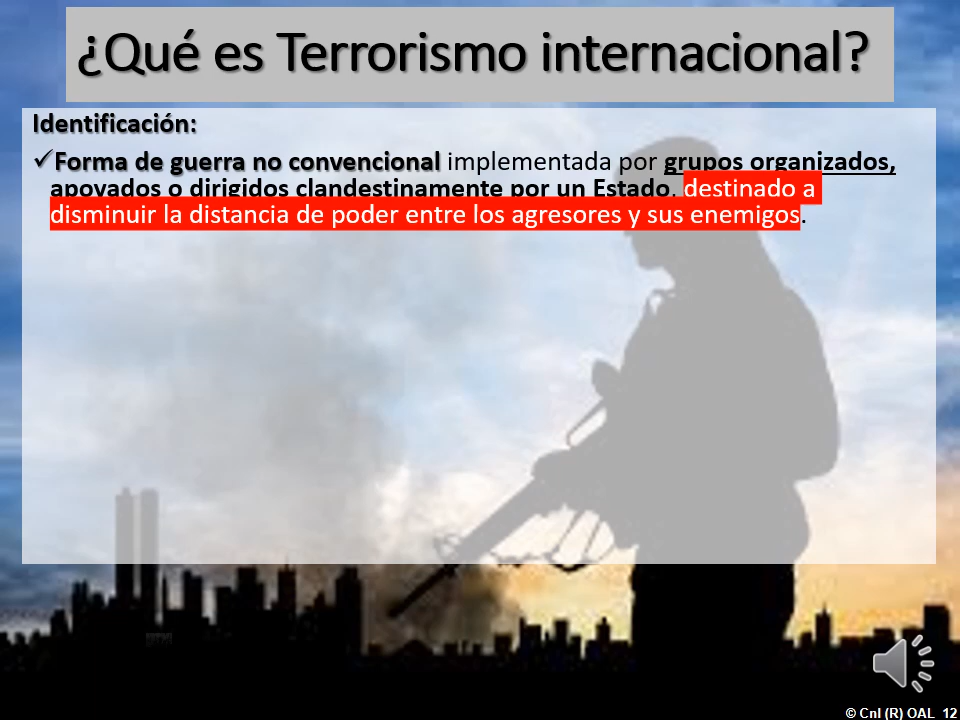 ¿Qué es Terrorismo internacional?
Identificación:
✓Forma de guerra no convencional implementada por grupos organizados,
apoyados o dirigidos clandestinamente por un Estado, destinado a
disminuir la distancia de poder entre los agresores y sus enemigos.
© Cnl (R) OAL 12